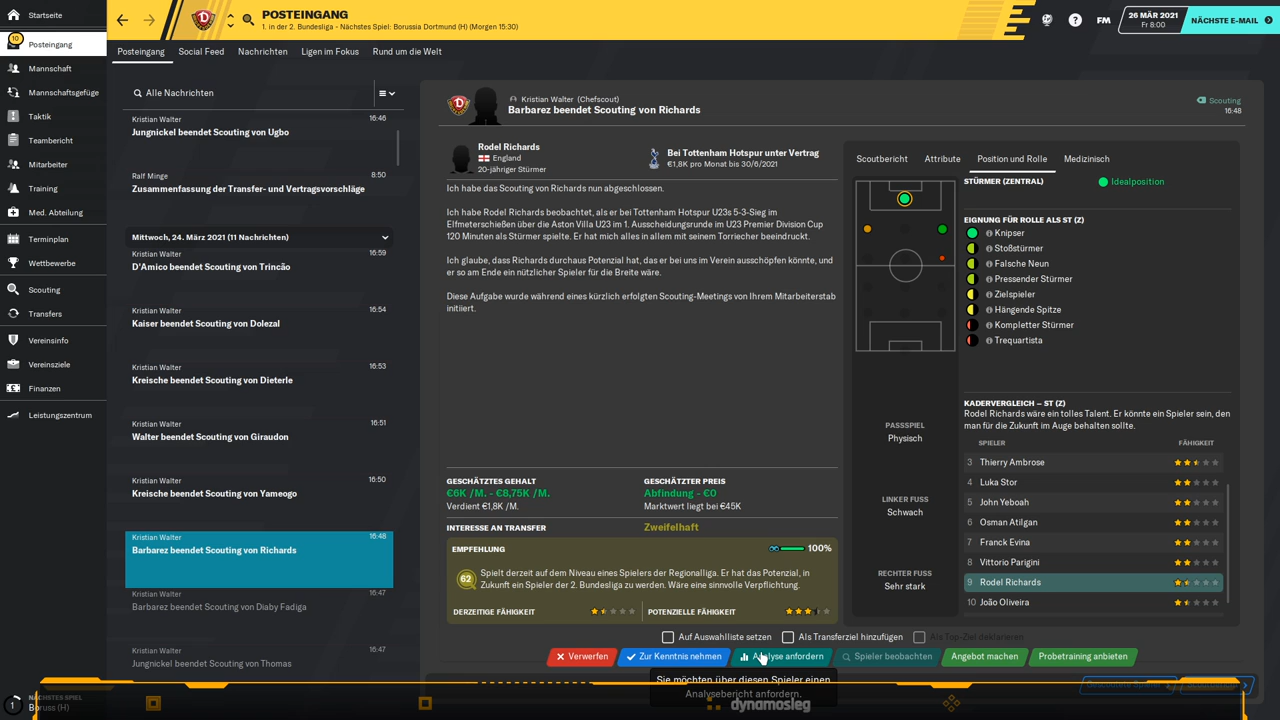 Startseite
POSTEINGANG
1. in der 2. Bundesliga - Nächstes Spiel: Borussia Dortmund (H) (Morgen 15:30)
FM
26 MÄR 2021
Fr 8:00
NÄCHSTE E-MAIL
10
Posteingang
Mannschaft
Mannschaftsgefüge
Taktik
Teambericht
Mitarbeiter
Training
Med. Abteilung
Terminplan
Wettbewerbe
Scouting
Transfers
Vereinsinfo
Vereinsziele
Finanzen
Leistungszentrum
Posteingang
Social Feed
Nachrichten
Ligen im Fokus
Rund um die Welt
Alle Nachrichten
Kristian Walter 16:46
Jungnickel beendet Scouting von Ugbo
Ralf Minge 8:50
Zusammenfassung der Transfer- und Vertragsvorschläge
Mittwoch, 24. März 2021 (11 Nachrichten)
Kristian Walter 16:59
D'Amico beendet Scouting von Trincão
Kristian Walter 16:54
Kaiser beendet Scouting von Dolezal
Kristian Walter 16:53
Kreische beendet Scouting von Dieterle
Kristian Walter 16:51
Walter beendet Scouting von Giraudon
Kristian Walter 16:50
Kreische beendet Scouting von Yameogo
Kristian Walter 16:48
Barbarez beendet Scouting von Richards
Kristian Walter 16:47
Barbarez beendet Scouting von Diaby Fadiga
Kristian Walter 16:47
Jungnickel beendet Scouting von Thomas
Kristian Walter (Chefscout)
Barbarez beendet Scouting von Richards
Scouting
16:48
Rodel Richards
England
20-jähriger Stürmer
Bei Tottenham Hotspur unter Vertrag
€1,8K pro Monat bis 30/6/2021
Ich habe das Scouting von Richards nun abgeschlossen.
Ich habe Rodel Richards beobachtet, als er bei Tottenham Hotspur U23s 5-3-Sieg im
Elfmeterschießen über die Aston Villa U23 im 1. Ausscheidungsrunde im U23 Premier Division Cup
120 Minuten als Stürmer spielte. Er hat mich alles in allem mit seinem Torriecher beeindruckt.
Ich glaube, dass Richards durchaus Potenzial hat, das er bei uns im Verein ausschöpfen könnte, und
er so am Ende ein nützlicher Spieler für die Breite wäre.
Diese Aufgabe wurde während eines kürzlich erfolgten Scouting-Meetings von Ihrem Mitarbeiterstab
initiiert.
GESCHÄTZTES GEHALT
€6K /M. - €8,75K /M.
Verdient €1,8K /M.
GESCHÄTZTER PREIS
Abfindung - €0
Marktwert liegt bei €45K
INTERESSE AN TRANSFER
Zweifelhaft
EMPFEHLUNG
100%
62
Spielt derzeit auf dem Niveau eines Spielers der Regionalliga. Er hat das Potenzial, in
Zukunft ein Spieler der 2. Bundesliga zu werden. Wäre eine sinnvolle Verpflichtung.
DERZEITIGE FÄHIGKEIT
POTENZIELLE FÄHIGKEIT
Scoutbericht
Attribute
Position und Rolle
Medizinisch
STÜRMER (ZENTRAL)
Idealposition
EIGNUNG FÜR ROLLE ALS ST (Z)
Knipser
Stoßstürmer
Falsche Neun
Pressender Stürmer
Zielspieler
Hängende Spitze
Kompletter Stürmer
Trequartista
PASSSPIEL
Physisch
LINKER FUSS
Schwach
RECHTER FUSS
Sehr stark
KADERVERGLEICH – ST (Z)
Rodel Richards wäre ein tolles Talent. Er könnte ein Spieler sein, den
man für die Zukunft im Auge behalten sollte.
SPIELER
FÄHIGKEIT
3 Thierry Ambrose
4 Luka Stor
5 John Yeboah
6 Osman Atilgan
7 Franck Evina
8 Vittorio Parigini
9 Rodel Richards
10 João Oliveira
Auf Auswahlliste setzen
Als Transferziel hinzufügen
Als Top-Ziel deklarieren
Verwerfen
Zur Kenntnis nehmen
Analyse anfordern
Spieler beobachten
Angebot machen
Probetraining anbieten
Sie möchten über diesen Spieler einen
Analysebericht anfordern.
1
NÄCHSTES SPIEL
Boruss (H)
dynamosleg